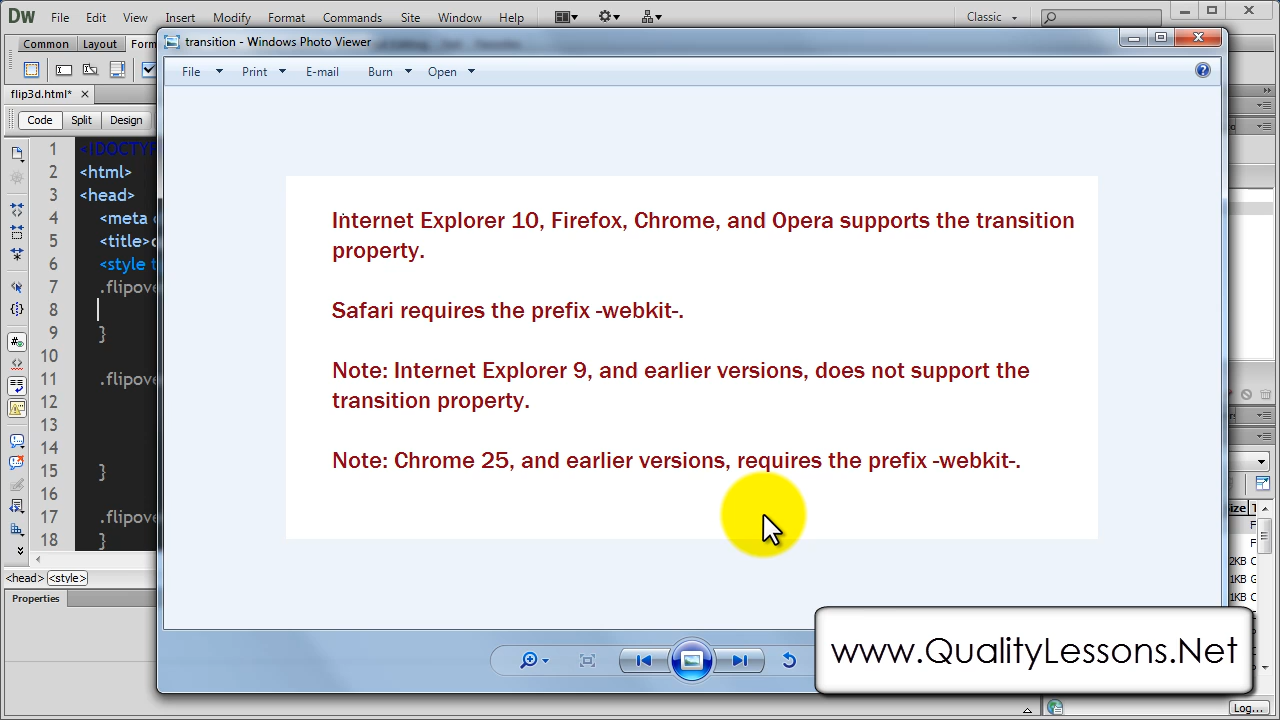 Dw File Edit View Insert Modify Format Commands Site Window Help Classic
Common Layout
flip3d.html*
Code Split Design
transition - Windows Photo Viewer
File Print E-mail Burn Open
1
2 <html>
3 <head>
4 <meta
5 <title>
6 <style
7 .flipove
8
9 }
10
11 .flipove
12
13
14
15 }
16
17 .flipove
18 }
Internet Explorer 10, Firefox, Chrome, and Opera supports the transition
property.
Safari requires the prefix -webkit-.
Note: Internet Explorer 9, and earlier versions, does not support the
transition property.
Note: Chrome 25, and earlier versions, requires the prefix -webkit-.
<head> <style>
Properties
www.QualityLessons.Net
Log...